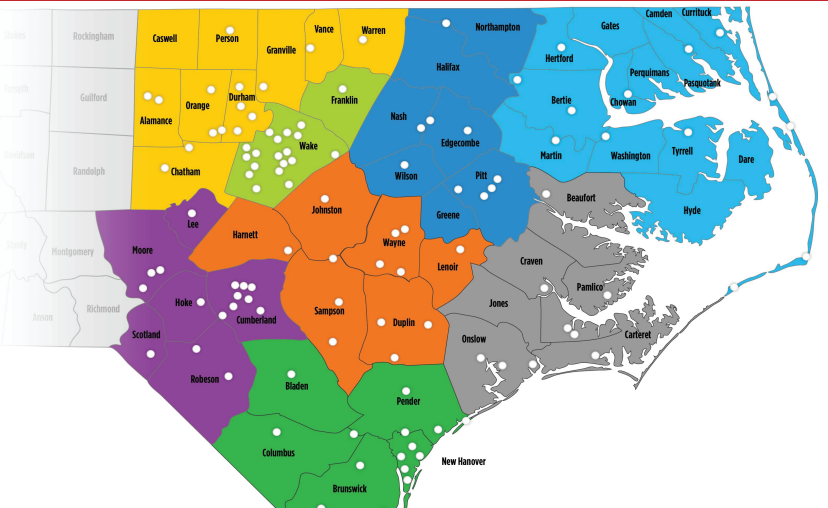 Camden
Currituck
Vance
Warren
Northampton
Gates
Rockingham
Caswell
Person
Granville
Hertford
Halifax
Perquimans
Pasquotank
Guilford
Orange
Durham
Franklin
Bertie
Chowan
Alamance
Nash
Edgecombe
Wake
Martin
Washington
Tyrrell
Dare
Randolph
Chatham
Wilson
Pitt
Beaufort
Johnston
Greene
Hyde
Lee
Harnett
Wayne
Montgomery
Moore
Lenoir
Craven
Pamlico
Hoke
Jones
Richmond
Sampson
Cumberland
Duplin
Anson
Scotland
Onslow
Carteret
Robeson
Bladen
Pender
Columbus
New Hanover
Brunswick